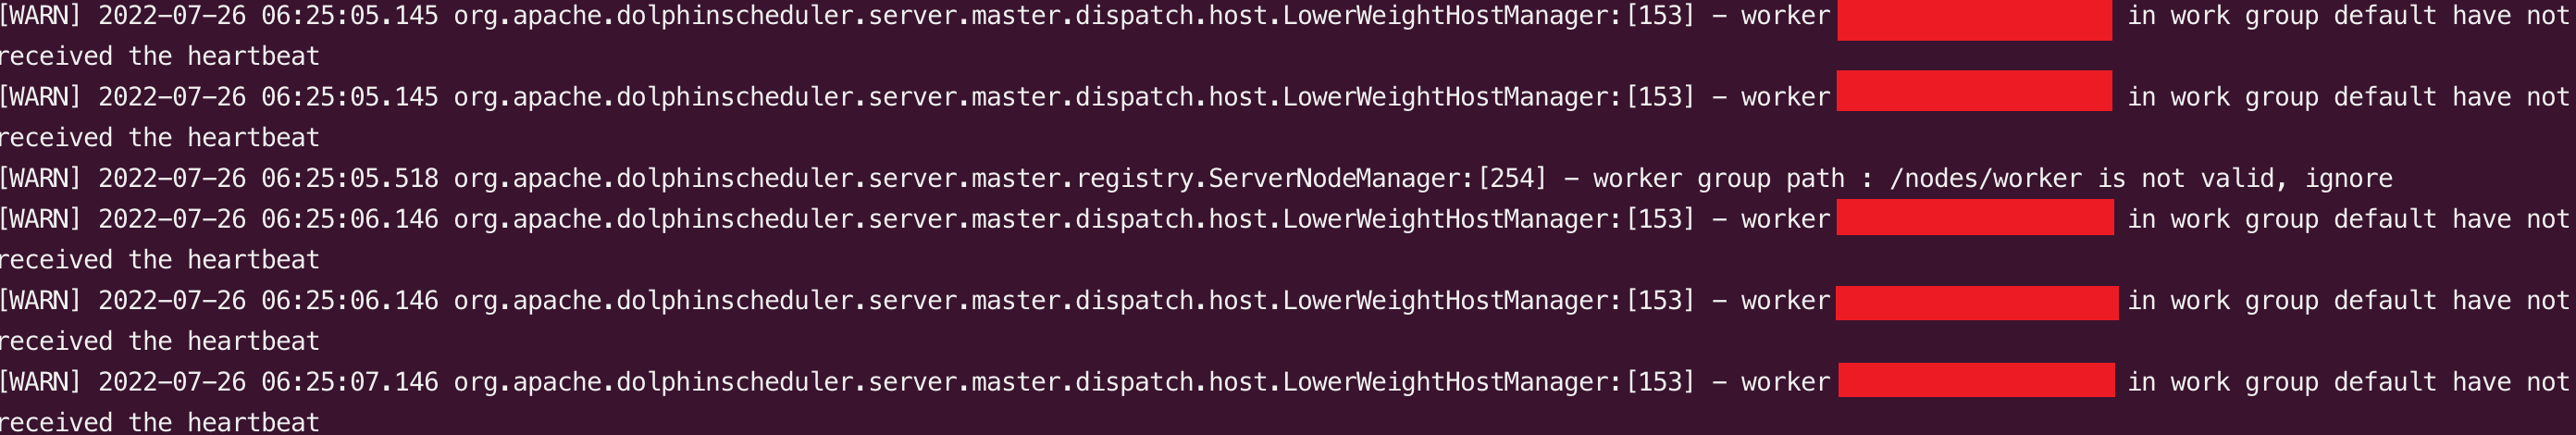 [WARN] 2022-07-26 06:25:05.145 org.apache.dolphinscheduler.server.master.dispatch.host.LowerWeightHostManager:[153] - worker in work group default have not
received the heartbeat
[WARN] 2022-07-26 06:25:05.145 org.apache.dolphinscheduler.server.master.dispatch.host.LowerWeightHostManager:[153] - worker in work group default have not
received the heartbeat
[WARN] 2022-07-26 06:25:05.518 org.apache.dolphinscheduler.server.master.registry.ServerNodeManager:[254] - worker group path : /nodes/worker is not valid, ignore
[WARN] 2022-07-26 06:25:06.146 org.apache.dolphinscheduler.server.master.dispatch.host.LowerWeightHostManager:[153] - worker in work group default have not
received the heartbeat
[WARN] 2022-07-26 06:25:06.146 org.apache.dolphinscheduler.server.master.dispatch.host.LowerWeightHostManager:[153] - worker in work group default have not
received the heartbeat
[WARN] 2022-07-26 06:25:07.146 org.apache.dolphinscheduler.server.master.dispatch.host.LowerWeightHostManager:[153] - worker in work group default have not
received the heartbeat